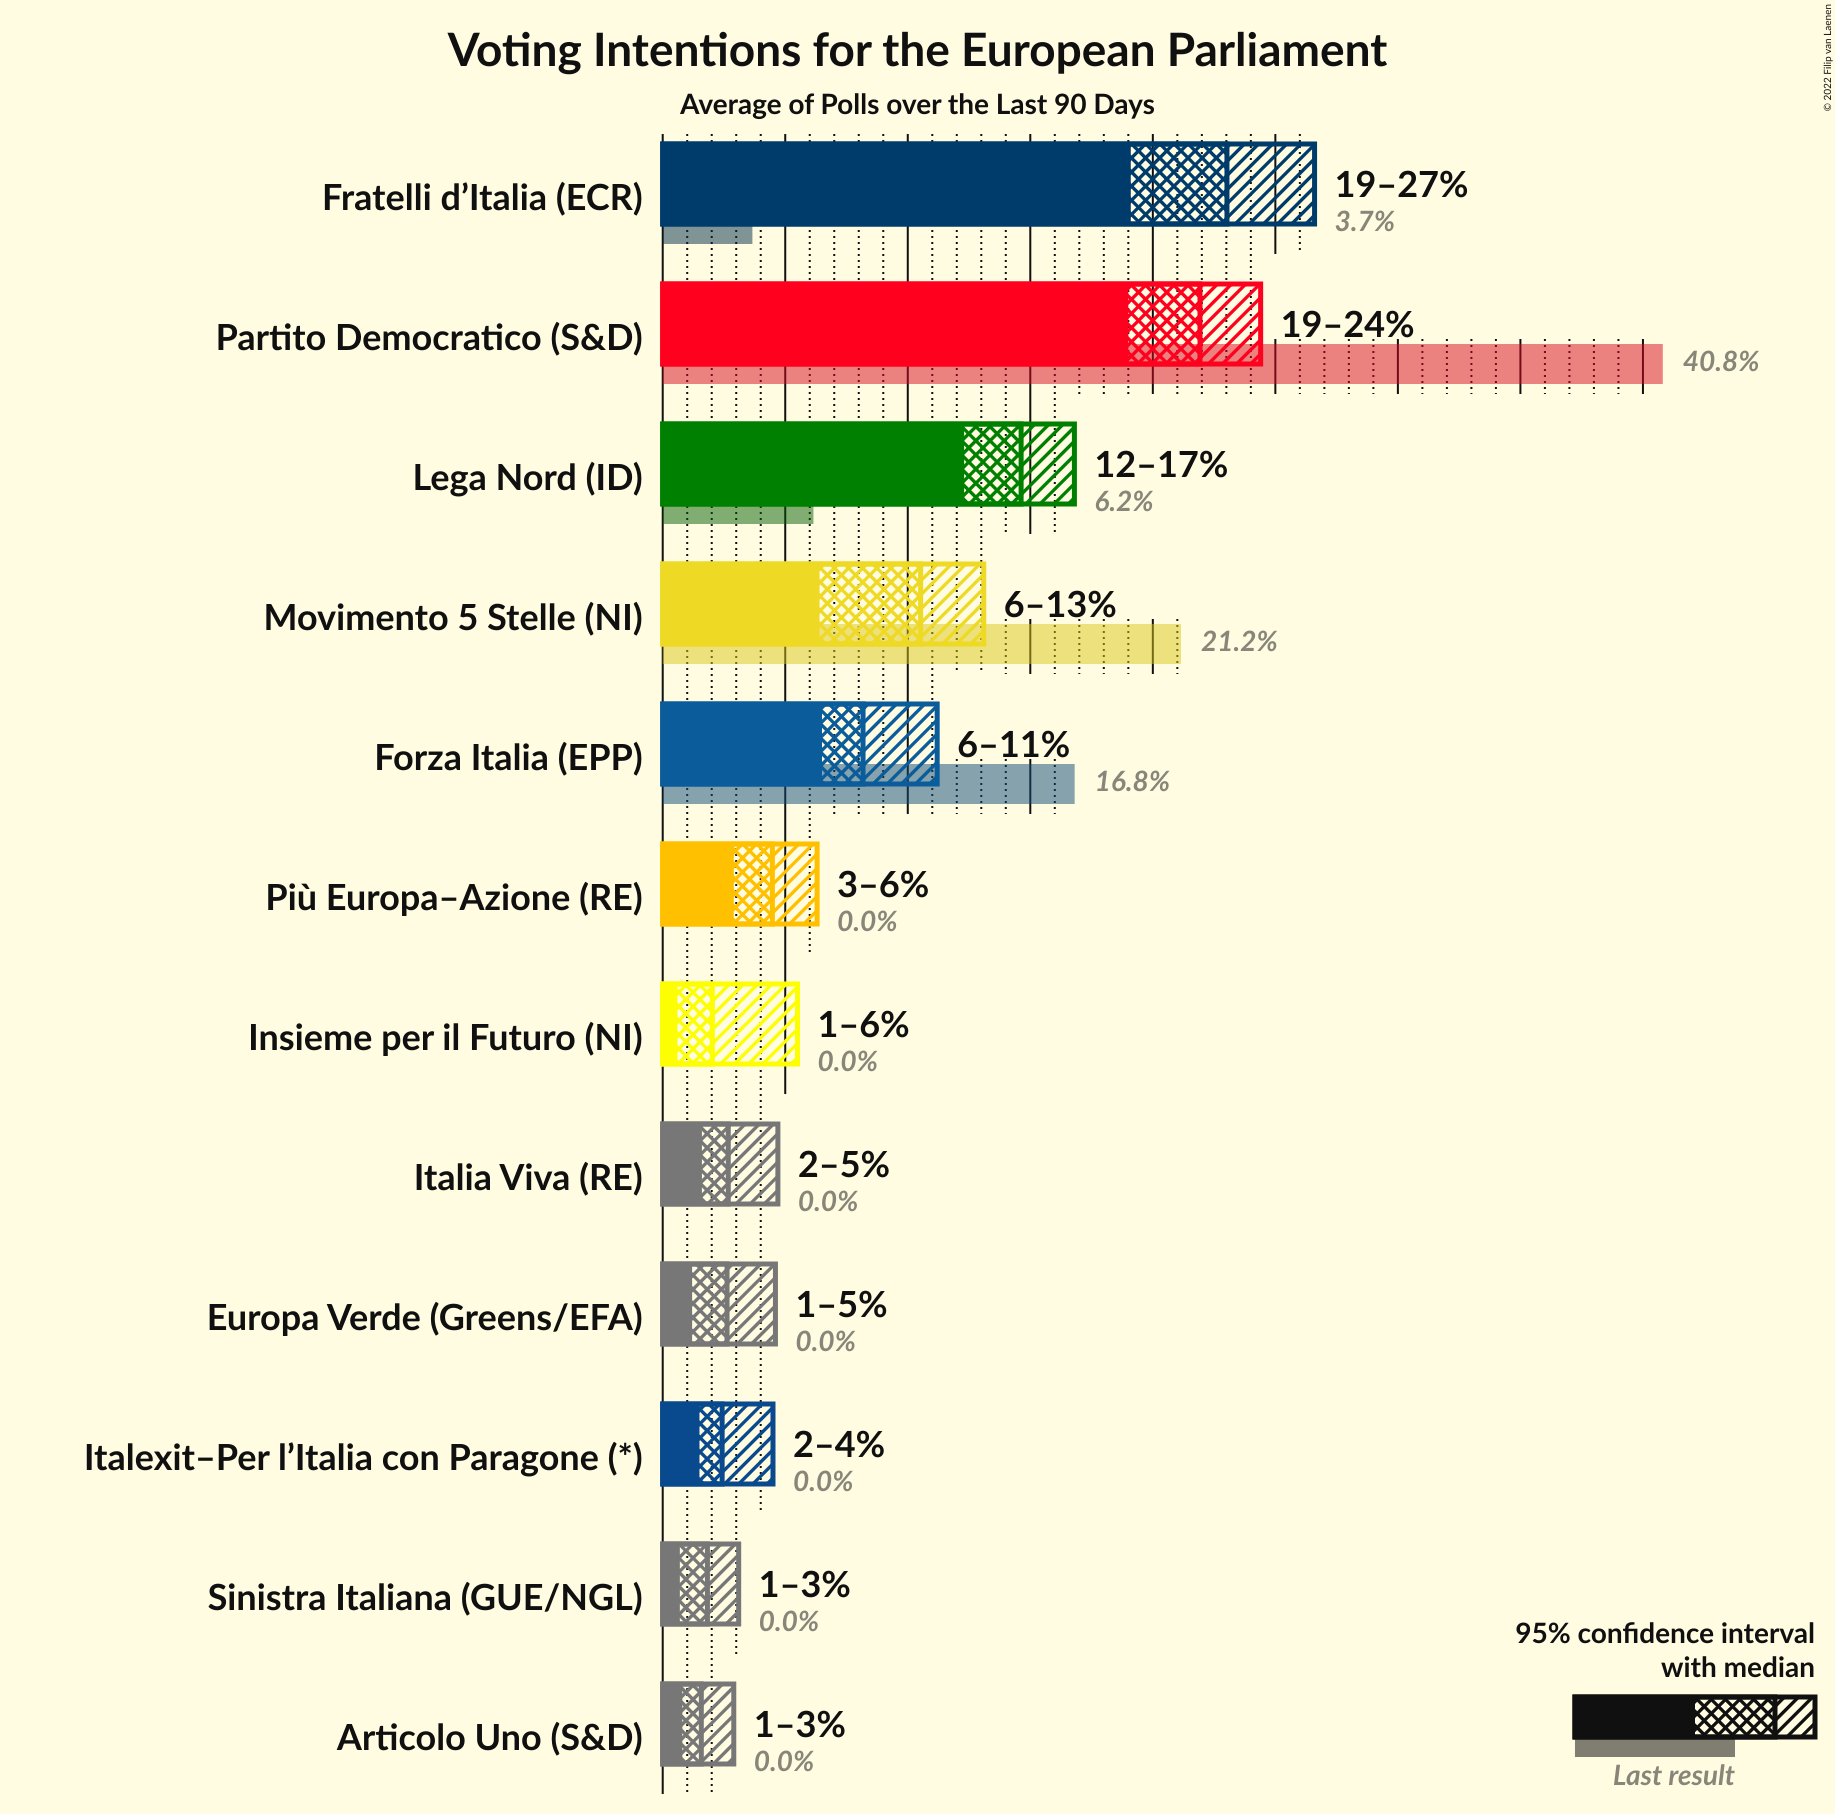 Voting Intentions for the European Parliament
Average of Polls over the Last 90 Days
© 2022 Filip van Laenen
Fratelli d’Italia (ECR)
19–27%
3.7%
Partito Democratico (S&D)
19–24%
40.8%
Lega Nord (ID)
12–17%
6.2%
Movimento 5 Stelle (NI)
6–13%
21.2%
Forza Italia (EPP)
6–11%
16.8%
Più Europa–Azione (RE)
3–6%
0.0%
Insieme per il Futuro (NI)
1–6%
0.0%
Italia Viva (RE)
2–5%
0.0%
Europa Verde (Greens/EFA)
1–5%
0.0%
Italexit–Per l’Italia con Paragone (*)
2–4%
0.0%
Sinistra Italiana (GUE/NGL)
1–3%
0.0%
Articolo Uno (S&D)
1–3%
0.0%
95% confidence interval
with median
Last result